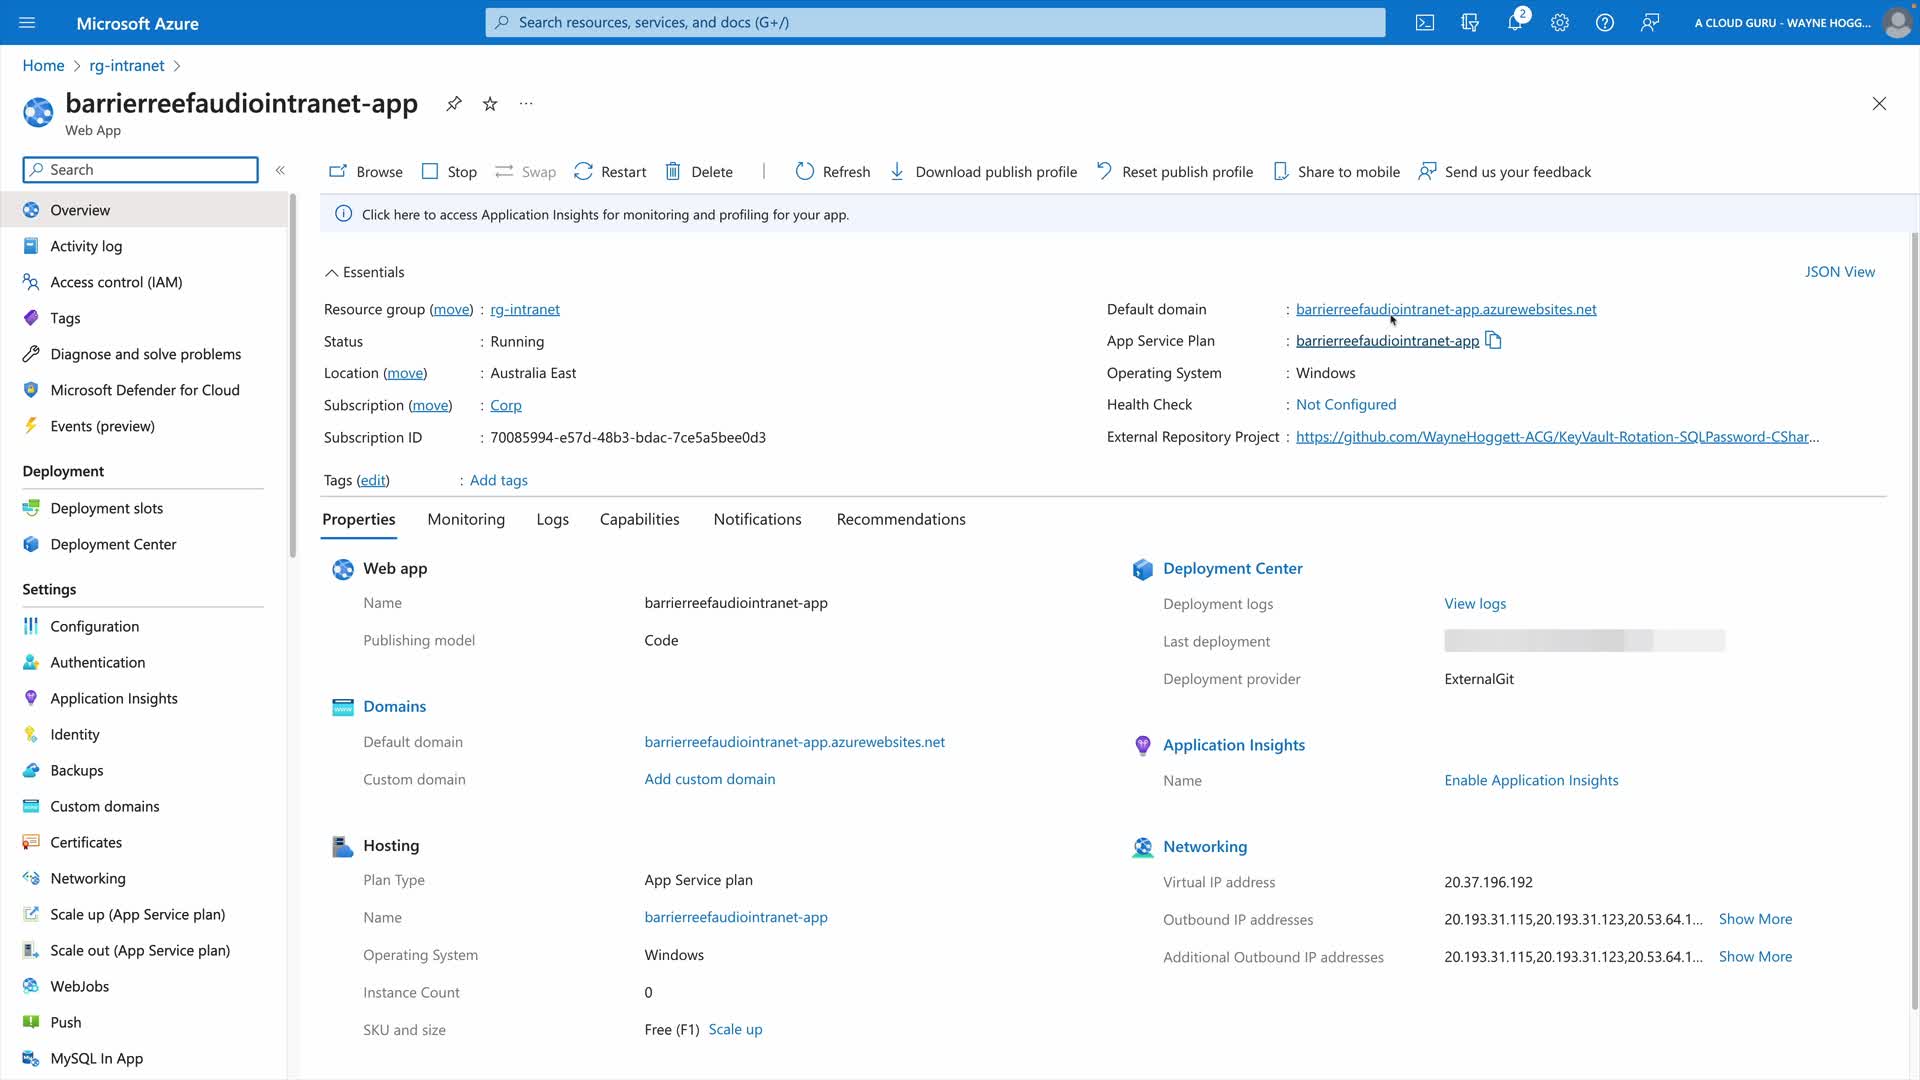 Microsoft Azure
Search resources, services, and docs (G+/)
2
A CLOUD GURU - WAYNE HOGG...
Home > rg-intranet >
barrierreefaudiointranet-app
Web App
Search
Browse Stop Swap Restart Delete Refresh Download publish profile Reset publish profile Share to mobile Send us your feedback
Click here to access Application Insights for monitoring and profiling for your app.
Essentials
JSON View
Resource group (move) : rg-intranet
Status : Running
Location (move) : Australia East
Subscription (move) : Corp
Subscription ID : 70085994-e57d-48b3-bdac-7ce5a5bee0d3
Tags (edit) : Add tags
Default domain : barrierreefaudiointranet-app.azurewebsites.net
App Service Plan : barrierreefaudiointranet-app
Operating System : Windows
Health Check : Not Configured
External Repository Project : https://github.com/WayneHoggett-ACG/KeyVault-Rotation-SQLPassword-CShar...
Overview
Activity log
Access control (IAM)
Tags
Diagnose and solve problems
Microsoft Defender for Cloud
Events (preview)
Deployment
Deployment slots
Deployment Center
Settings
Configuration
Authentication
Application Insights
Identity
Backups
Custom domains
Certificates
Networking
Scale up (App Service plan)
Scale out (App Service plan)
WebJobs
Push
MySQL In App
Properties Monitoring Logs Capabilities Notifications Recommendations
Web app
Name barrierreefaudiointranet-app
Publishing model Code
Domains
Default domain barrierreefaudiointranet-app.azurewebsites.net
Custom domain Add custom domain
Hosting
Plan Type App Service plan
Name barrierreefaudiointranet-app
Operating System Windows
Instance Count 0
SKU and size Free (F1) Scale up
Deployment Center
Deployment logs View logs
Last deployment
Deployment provider ExternalGit
Application Insights
Name Enable Application Insights
Networking
Virtual IP address 20.37.196.192
Outbound IP addresses 20.193.31.115,20.193.31.123,20.53.64.1... Show More
Additional Outbound IP addresses 20.193.31.115,20.193.31.123,20.53.64.1... Show More